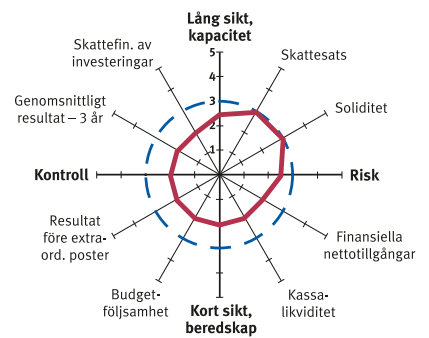 Lång sikt,
kapacitet
Skattefin. av
investeringar
Skattesats
Genomsnittligt
resultat – 3 år
Soliditet
5
4
3
2
1
Kontroll
Risk
Resultat
före extra-
ord. poster
Finansiella
nettotillgångar
Budget-
följsamhet
Kassa-
likviditet
Kort sikt,
beredskap